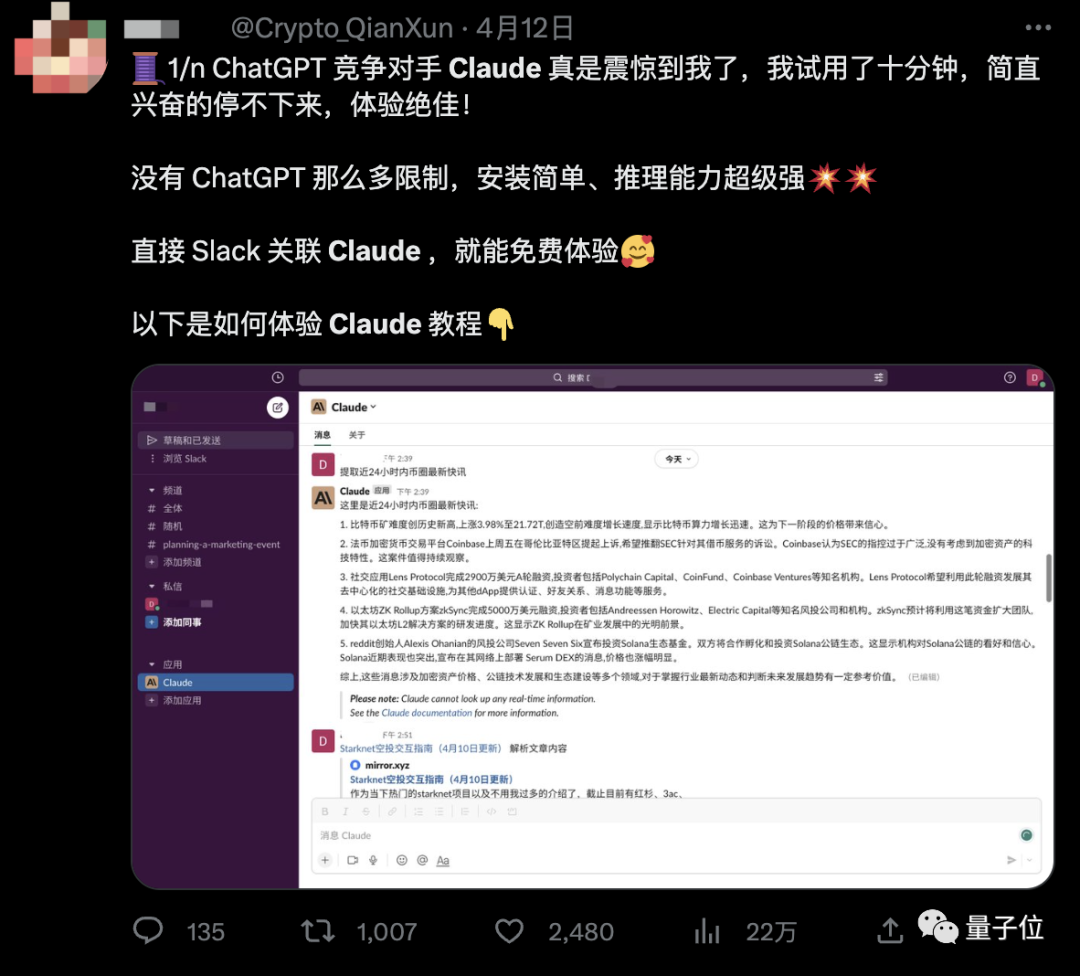 @Crypto_QianXun · 4月12日
1/n ChatGPT 竞争对手 Claude 真是震惊到我了，我试用了十分钟，简直
兴奋的停不下来，体验绝佳！
没有 ChatGPT 那么多限制，安装简单、推理能力超级强
直接 Slack 关联 Claude ，就能免费体验
以下是如何体验 Claude 教程
搜索
D
草稿和已发送
浏览 Slack
频道
# 全体
# 随机
# planning-a-marketing-event
+ 添加频道
私信
D
+ 添加同事
应用
Claude
+ 添加应用
Claude
消息 关于
今天
D
下午 2:39
提取近24小时内币圈最新快讯
Claude 应用 下午 2:39
这里是近24小时内币圈最新快讯:
1. 比特币矿难度创历史新高,上涨3.98%至21.72T,创造空前难度增长速度,显示比特币算力增长迅速。这为下一阶段的价格带来信心。
2. 法币加密货币交易平台Coinbase上周五在哥伦比亚特区提起上诉,希望推翻SEC针对其借币服务的诉讼。Coinbase认为SEC的指控过于广泛,没有考虑到加密资产的科
技特性。这案件值得持续观察。
3. 社交应用Lens Protocol完成2900万美元A轮融资,投资者包括Polychain Capital、CoinFund、Coinbase Ventures等知名机构。Lens Protocol希望利用此轮融资发展其
去中心化的社交基础设施,为其他dApp提供认证、好友关系、消息功能等服务。
4. 以太坊ZK Rollup方案zkSync完成5000万美元融资,投资者包括Andreessen Horowitz、Electric Capital等知名风投公司和机构。zkSync预计将利用这笔资金扩大团队,
加快其以太坊L2解决方案的研发进度。这显示ZK Rollup在矿业发展中的光明前景。
5. reddit创始人Alexis Ohanian的风投公司Seven Seven Six宣布投资Solana生态基金。双方将合作孵化和投资Solana公链生态。这显示机构对Solana公链的看好和信心。
Solana近期表现也突出,宣布在其网络上部署 Serum DEX的消息,价格也涨幅明显。
综上,这些消息涉及加密资产价格、公链技术发展和生态建设等多个领域,对于掌握行业最新动态和判断未来发展趋势有一定参考价值。 （已编辑）
Please note: Claude cannot look up any real-time information.
See the Claude documentation for more information.
D
下午 2:51
Starknet空投交互指南（4月10日更新） 解析文章内容
mirror.xyz
Starknet空投交互指南（4月10日更新）
作为当下热门的starknet项目以及不用我过多的介绍了，截止目前有红杉、3ac、
消息 Claude
Aa
135 1,007 2,480 22万
量子位